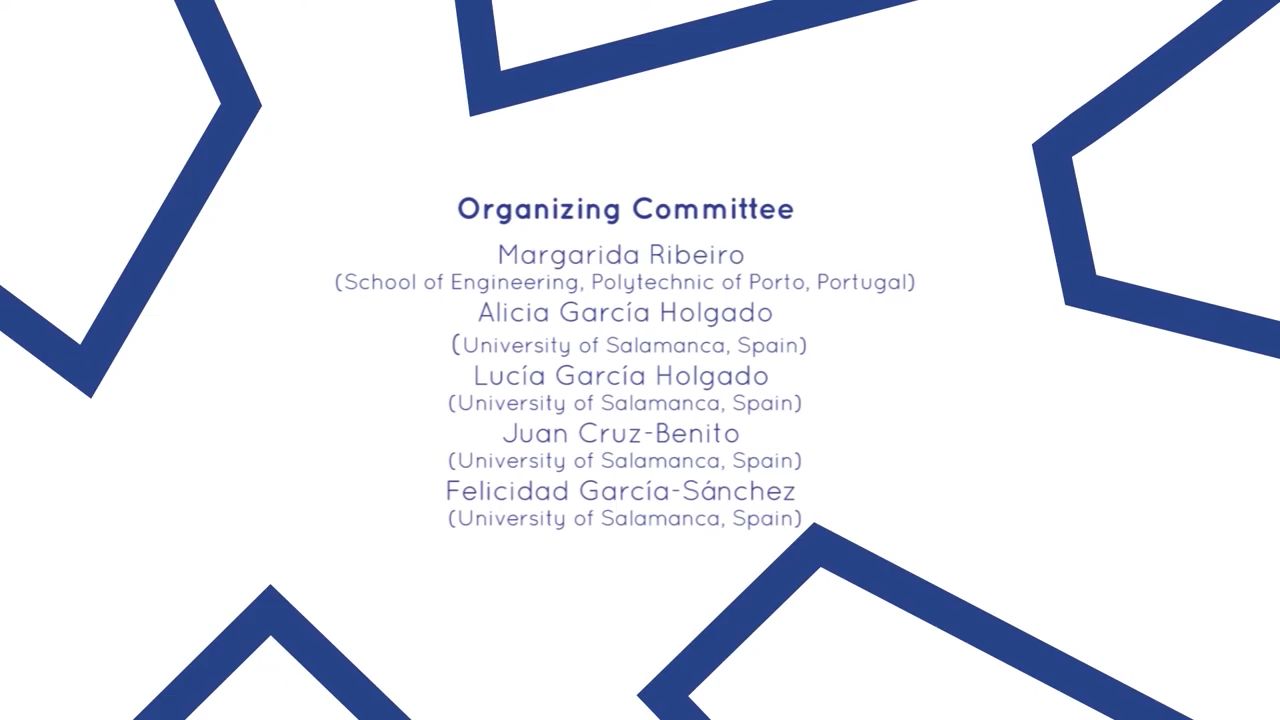 Organizing Committee
Margarida Ribeiro
(School of Engineering, Polytechnic of Porto, Portugal)
Alicia García Holgado
(University of Salamanca, Spain)
Lucía García Holgado
(University of Salamanca, Spain)
Juan Cruz-Benito
(University of Salamanca, Spain)
Felicidad García-Sánchez
(University of Salamanca, Spain)